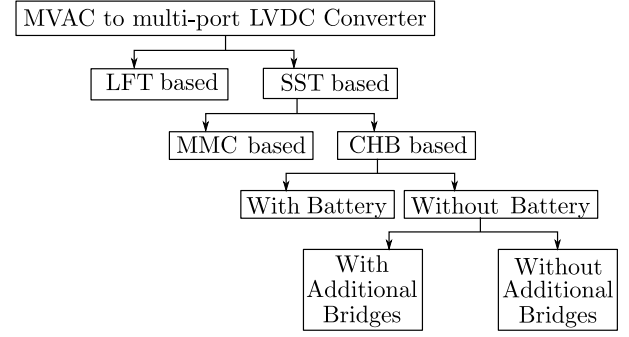 MVAC to multi-port LVDC Converter
LFT based
SST based
MMC based
CHB based
With Battery
Without Battery
With
Additional
Bridges
Without
Additional
Bridges